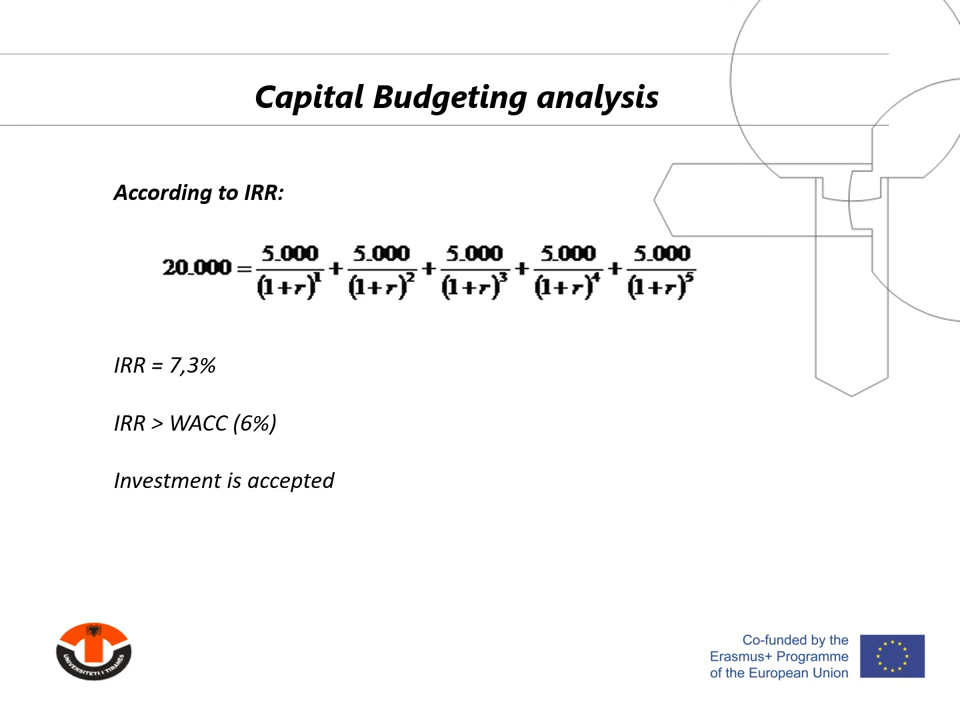 Capital Budgeting analysis
According to IRR:
20.000 = 5.000/(1+r)^1 + 5.000/(1+r)^2 + 5.000/(1+r)^3 + 5.000/(1+r)^4 + 5.000/(1+r)^5
IRR = 7,3%
IRR > WACC (6%)
Investment is accepted
UNIVERSITETI I TIRANËS
Co-funded by the
Erasmus+ Programme
of the European Union